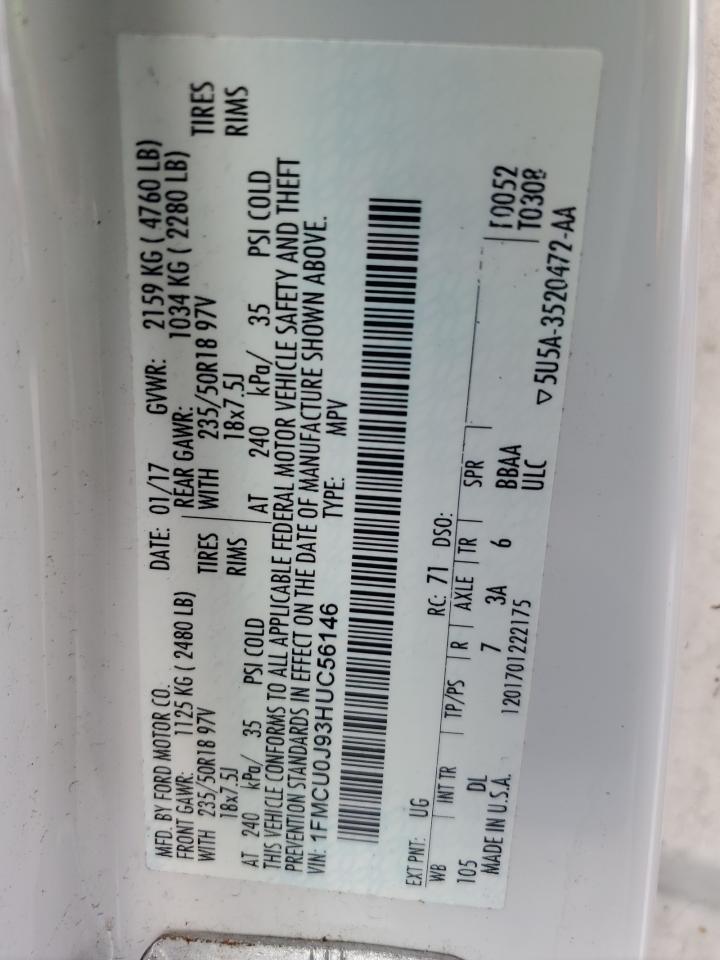 MFD. BY FORD MOTOR CO. DATE: 01/17 GVWR: 2159 KG ( 4760 LB)
FRONT GAWR: 1125 KG ( 2480 LB) REAR GAWR: 1034 KG ( 2280 LB)
WITH 235/50R18 97V TIRES WITH 235/50R18 97V TIRES
18x7.5J RIMS 18x7.5J RIMS
AT 240 kPa/ 35 PSI COLD AT 240 kPa/ 35 PSI COLD
THIS VEHICLE CONFORMS TO ALL APPLICABLE FEDERAL MOTOR VEHICLE SAFETY AND THEFT
PREVENTION STANDARDS IN EFFECT ON THE DATE OF MANUFACTURE SHOWN ABOVE.
VIN: 1FMCU0J93HUC56146 TYPE: MPV
EXT PNT: UG RC: 71 DSO:
WB INT TR TP/PS R AXLE TR SPR T0052
105 DL 7 3A 6 BBAA T0308
MADE IN U.S.A. 1201701222175 ULC
▽5U5A-3520472-AA